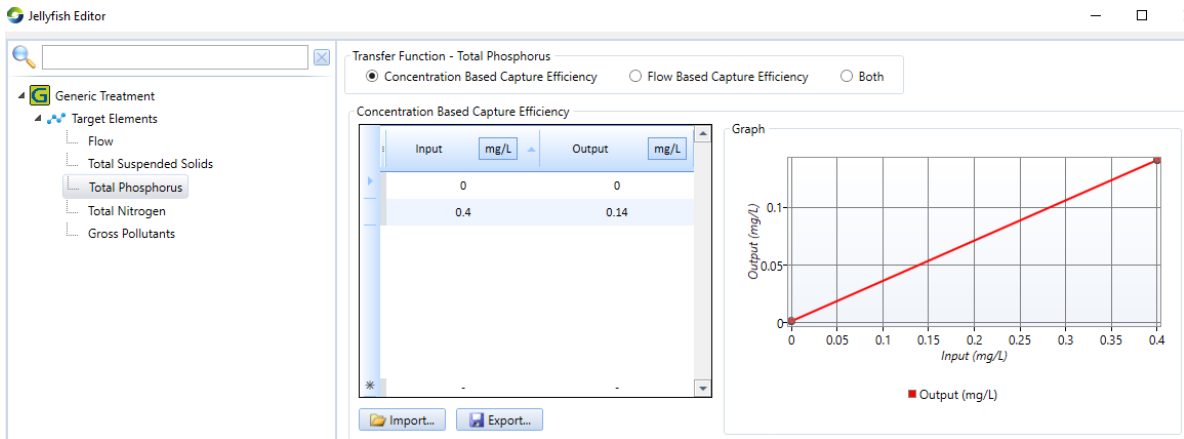 Jellyfish Editor
Generic Treatment
Target Elements
Flow
Total Suspended Solids
Total Phosphorus
Total Nitrogen
Gross Pollutants
Transfer Function - Total Phosphorus
Concentration Based Capture Efficiency Flow Based Capture Efficiency Both
Concentration Based Capture Efficiency
Input mg/L Output mg/L
0 0
0.4 0.14
* - -
Import... Export...
Graph
Output (mg/L)
0.1
0.05
0
0 0.05 0.1 0.15 0.2 0.25 0.3 0.35 0.4
Input (mg/L)
Output (mg/L)